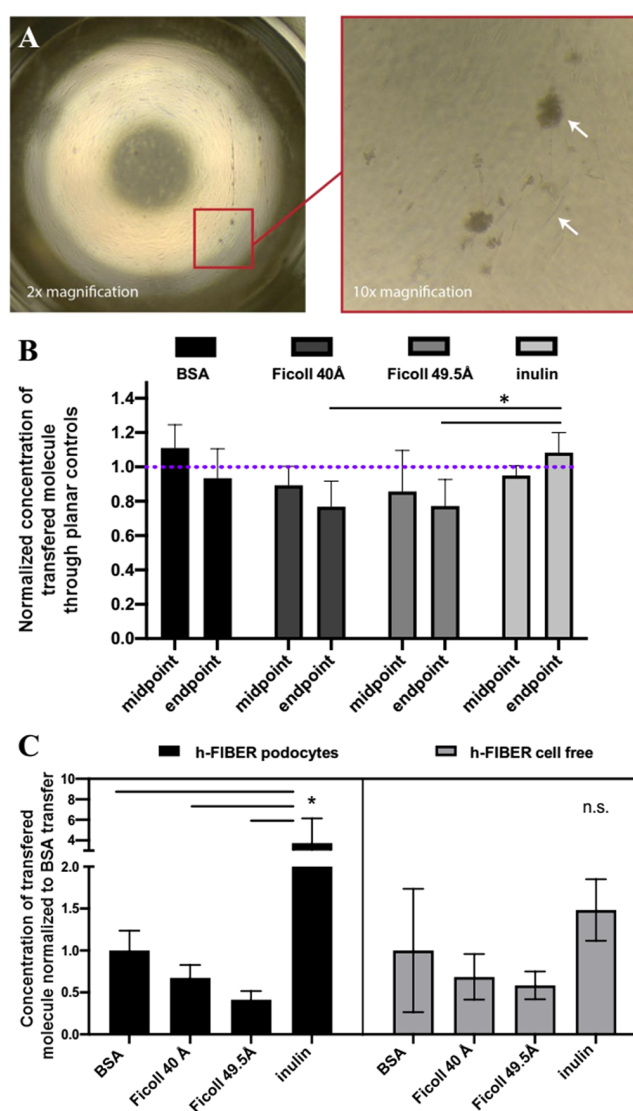 A
2x magnification
10x magnification
B
BSA
Ficoll 40Å
Ficoll 49.5Å
inulin
Normalized concentration of
transfered molecule
through planar controls
1.4
1.2
1.0
0.8
0.6
0.4
0.2
0.0
*
midpoint
endpoint
midpoint
endpoint
midpoint
endpoint
midpoint
endpoint
C
h-FIBER podocytes
h-FIBER cell free
Concentration of transfered
molecule normalized to BSA transfer
10
8
6
4
2.0
1.5
1.0
0.5
0.0
*
n.s.
BSA
Ficoll 40 Å
Ficoll 49.5Å
inulin
BSA
Ficoll 40 Å
Ficoll 49.5Å
inulin